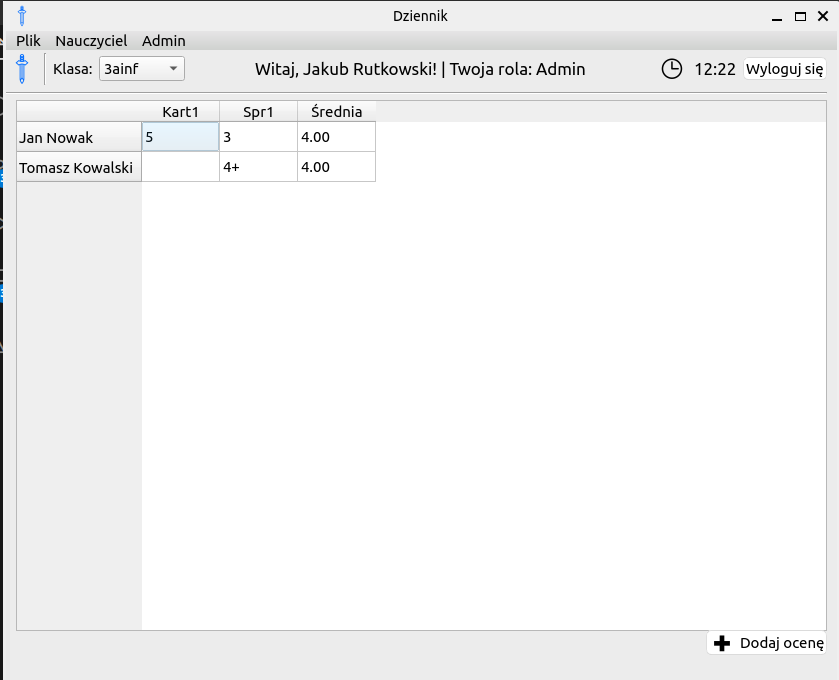 Dziennik
Plik Nauczyciel Admin
Klasa: 3ainf Witaj, Jakub Rutkowski! | Twoja rola: Admin 12:22 Wyloguj się
Kart1 Spr1 Średnia
Jan Nowak 5 3 4.00
Tomasz Kowalski 4+ 4.00
Dodaj ocenę